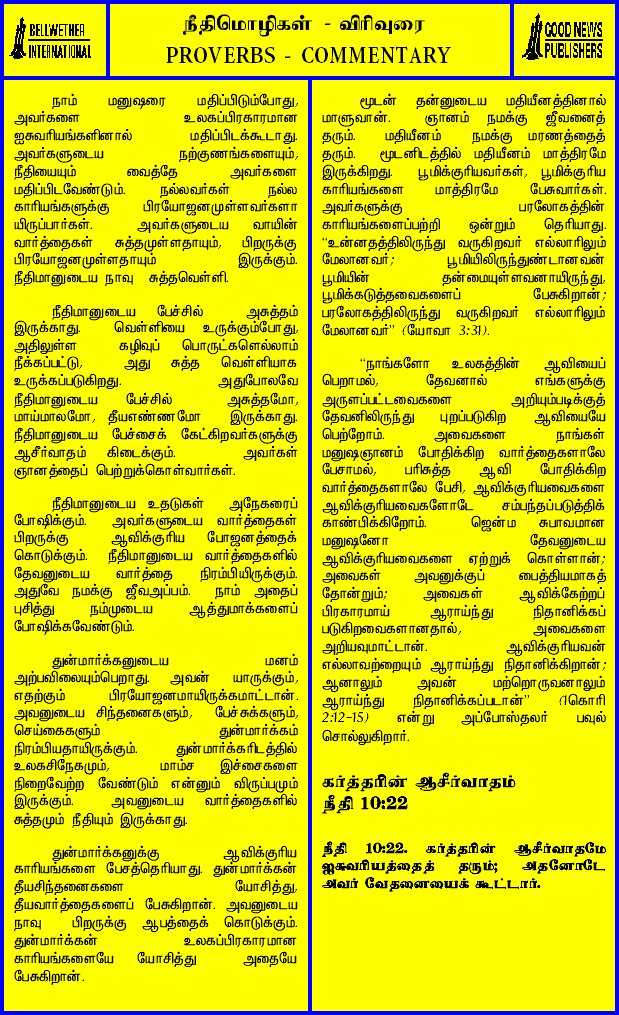 BELLWETHER
INTERNATIONAL
நீதிமொழிகள் - விரிவுரை
PROVERBS - COMMENTARY
GOOD NEWS
PUBLISHERS
நாம் மனுஷரை மதிப்பிடும்போது,
அவர்களை உலகப்பிரகாரமான
ஐசுவரியங்களினால் மதிப்பிடக்கூடாது.
அவர்களுடைய நற்குணங்களையும்,
நீதியையும் வைத்தே அவர்களை
மதிப்பிடவேண்டும். நல்லவர்கள் நல்ல
காரியங்களுக்கு பிரயோஜனமுள்ளவர்களா
யிருப்பார்கள். அவர்களுடைய வாயின்
வார்த்தைகள் சுத்தமுள்ளதாயும், பிறருக்கு
பிரயோஜனமுள்ளதாயும் இருக்கும்.
நீதிமானுடைய நாவு சுத்தவெள்ளி.
நீதிமானுடைய பேச்சில் அசுத்தம்
இருக்காது. வெள்ளியை உருக்கும்போது,
அதிலுள்ள கழிவுப் பொருட்களெல்லாம்
நீக்கப்பட்டு, அது சுத்த வெள்ளியாக
உருக்கப்படுகிறது. அதுபோலவே
நீதிமானுடைய பேச்சில் அசுத்தமோ,
மாய்மாலமோ, தீயஎண்ணமோ இருக்காது.
நீதிமானுடைய பேச்சைக் கேட்கிறவர்களுக்கு
ஆசீர்வாதம் கிடைக்கும். அவர்கள்
ஞானத்தைப் பெற்றுக்கொள்வார்கள்.
நீதிமானுடைய உதடுகள் அநேகரைப்
போஷிக்கும். அவர்களுடைய வார்த்தைகள்
பிறருக்கு ஆவிக்குரிய போஜனத்தைக்
கொடுக்கும். நீதிமானுடைய வார்த்தைகளில்
தேவனுடைய வார்த்தை நிரம்பியிருக்கும்.
அதுவே நமக்கு ஜீவஅப்பம். நாம் அதைப்
புசித்து நம்முடைய ஆத்துமாக்களைப்
போஷிக்கவேண்டும்.
துன்மார்க்கனுடைய மனம்
அற்பவிலையும்பெறாது. அவன் யாருக்கும்,
எதற்கும் பிரயோஜனமாயிருக்கமாட்டான்.
அவனுடைய சிந்தனைகளும், பேச்சுக்களும்,
செய்கைகளும் துன்மார்க்கம்
நிரம்பியதாயிருக்கும். துன்மார்க்கரிடத்தில்
உலகசிநேகமும், மாம்ச இச்சைகளை
நிறைவேற்ற வேண்டும் என்னும் விருப்பமும்
இருக்கும். அவனுடைய வார்த்தைகளில்
சுத்தமும் நீதியும் இருக்காது.
துன்மார்க்கனுக்கு ஆவிக்குரிய
காரியங்களை பேசத்தெரியாது. துன்மார்க்கன்
தீயசிந்தனைகளை யோசித்து,
தீயவார்த்தைகளைப் பேசுகிறான். அவனுடைய
நாவு பிறருக்கு ஆபத்தைக் கொடுக்கும்.
துன்மார்க்கன் உலகப்பிரகாரமான
காரியங்களையே யோசித்து அதையே
பேசுகிறான்.
மூடன் தன்னுடைய மதியீனத்தினால்
மாளுவான். ஞானம் நமக்கு ஜீவனைத்
தரும். மதியீனம் நமக்கு மரணத்தைத்
தரும். மூடனிடத்தில் மதியீனம் மாத்திரமே
இருக்கிறது. பூமிக்குரியவர்கள், பூமிக்குரிய
காரியங்களை மாத்திரமே பேசுவார்கள்.
அவர்களுக்கு பரலோகத்தின்
காரியங்களைப்பற்றி ஒன்றும் தெரியாது.
"உன்னதத்திலிருந்து வருகிறவர் எல்லாரிலும்
மேலானவர்; பூமியிலிருந்துண்டானவன்
பூமியின் தன்மையுள்ளவனாயிருந்து,
பூமிக்கடுத்தவைகளைப் பேசுகிறான்;
பரலோகத்திலிருந்து வருகிறவர் எல்லாரிலும்
மேலானவர்" (யோவா 3:31).
"நாங்களோ உலகத்தின் ஆவியைப்
பெறாமல், தேவனால் எங்களுக்கு
அருளப்பட்டவைகளை அறியும்படிக்குத்
தேவனிலிருந்து புறப்படுகிற ஆவியையே
பெற்றோம். அவைகளை நாங்கள்
மனுஷஞானம் போதிக்கிற வார்த்தைகளாலே
பேசாமல், பரிசுத்த ஆவி போதிக்கிற
வார்த்தைகளாலே பேசி, ஆவிக்குரியவைகளை
ஆவிக்குரியவைகளோடே சம்பந்தப்படுத்திக்
காண்பிக்கிறோம். ஜென்ம சுபாவமான
மனுஷனோ தேவனுடைய
ஆவிக்குரியவைகளை ஏற்றுக் கொள்ளான்;
அவைகள் அவனுக்குப் பைத்தியமாகத்
தோன்றும்; அவைகள் ஆவிக்கேற்றப்
பிரகாரமாய் ஆராய்ந்து நிதானிக்கப்
படுகிறவைகளானதால், அவைகளை
அறியவுமாட்டான். ஆவிக்குரியவன்
எல்லாவற்றையும் ஆராய்ந்து நிதானிக்கிறான்;
ஆனாலும் அவன் மற்றொருவனாலும்
ஆராய்ந்து நிதானிக்கப்படான்" (1கொரி
2:12-15) என்று அப்போஸ்தலர் பவுல்
சொல்லுகிறார்.
கர்த்தரின் ஆசீர்வாதம்
நீதி 10:22
நீதி 10:22. கர்த்தரின் ஆசீர்வாதமே
ஐசுவரியத்தைத் தரும்; அதனோடே
அவர் வேதனையைக் கூட்டார்.